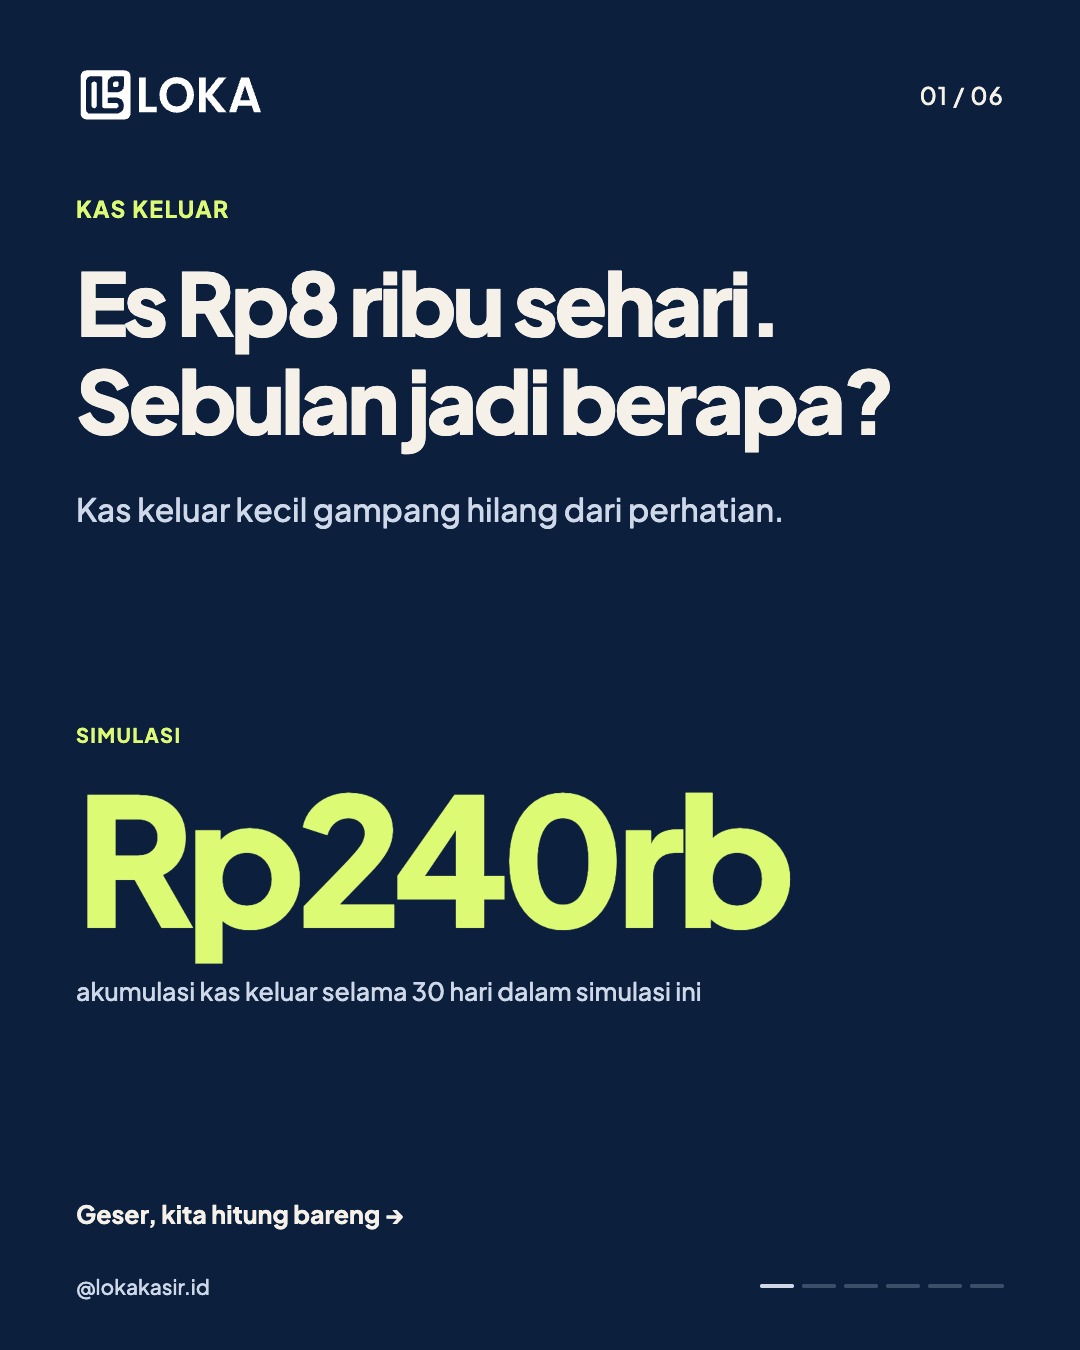 LOKA
01 / 06
KAS KELUAR
Es Rp8 ribu sehari.
Sebulan jadi berapa?
Kas keluar kecil gampang hilang dari perhatian.
SIMULASI
Rp240rb
akumulasi kas keluar selama 30 hari dalam simulasi ini
Geser, kita hitung bareng →
@lokakasir.id